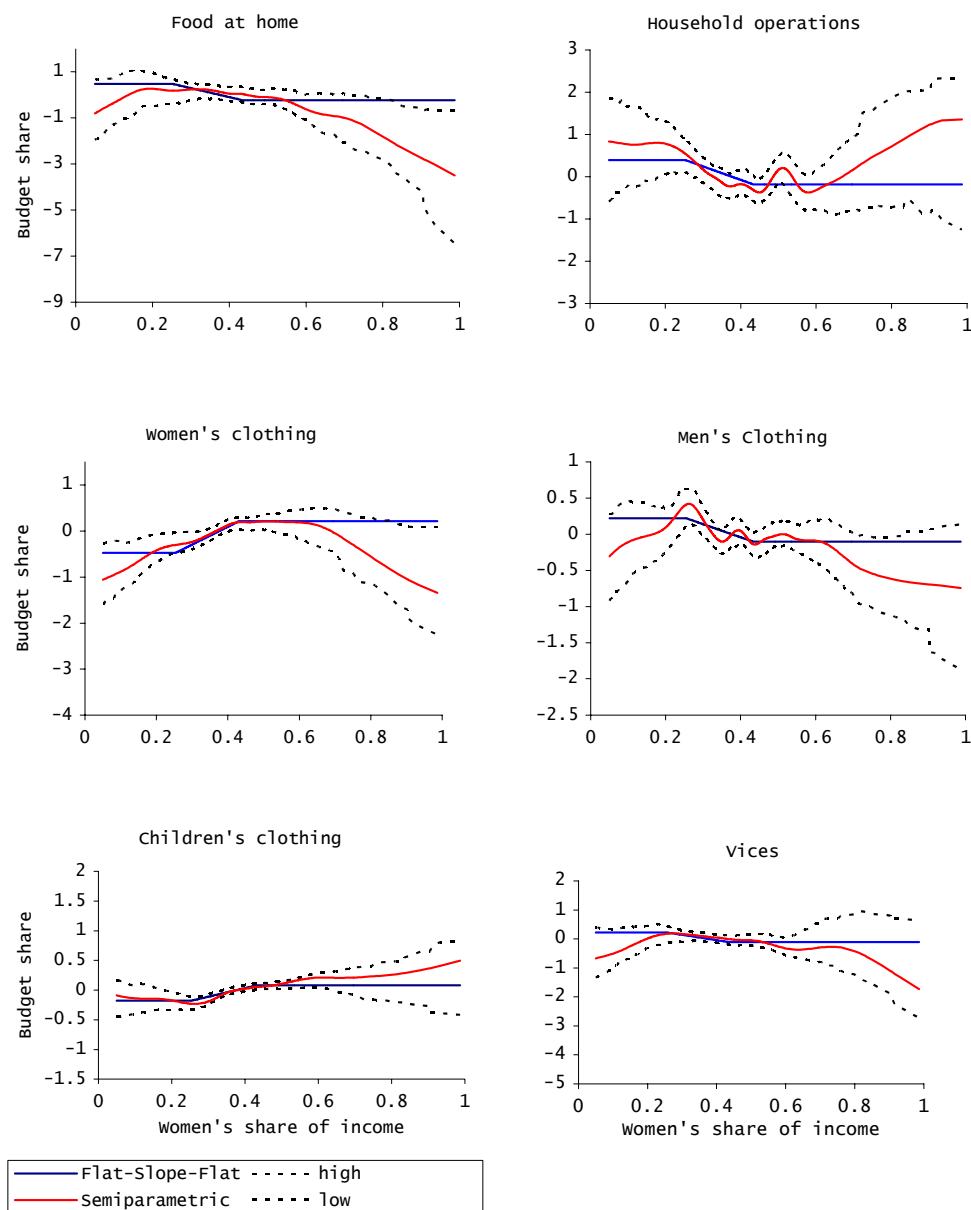 Food at home
Budget share
1
−1
−3
−5
−7
−9
0 0.2 0.4 0.6 0.8 1
Household operations
3
2
1
0
−1
−2
−3
0 0.2 0.4 0.6 0.8 1
Women's clothing
Budget share
1
0
−1
−2
−3
−4
0 0.2 0.4 0.6 0.8 1
Men's Clothing
1
0.5
0
−0.5
−1
−1.5
−2
−2.5
0 0.2 0.4 0.6 0.8 1
Children's clothing
Budget share
2
1.5
1
0.5
0
−0.5
−1
−1.5
0 0.2 0.4 0.6 0.8 1
Women's share of income
Vices
2
1
0
−1
−2
−3
−4
−5
0 0.2 0.4 0.6 0.8 1
Women's share of income
Flat−Slope−Flat high
Semiparametric low